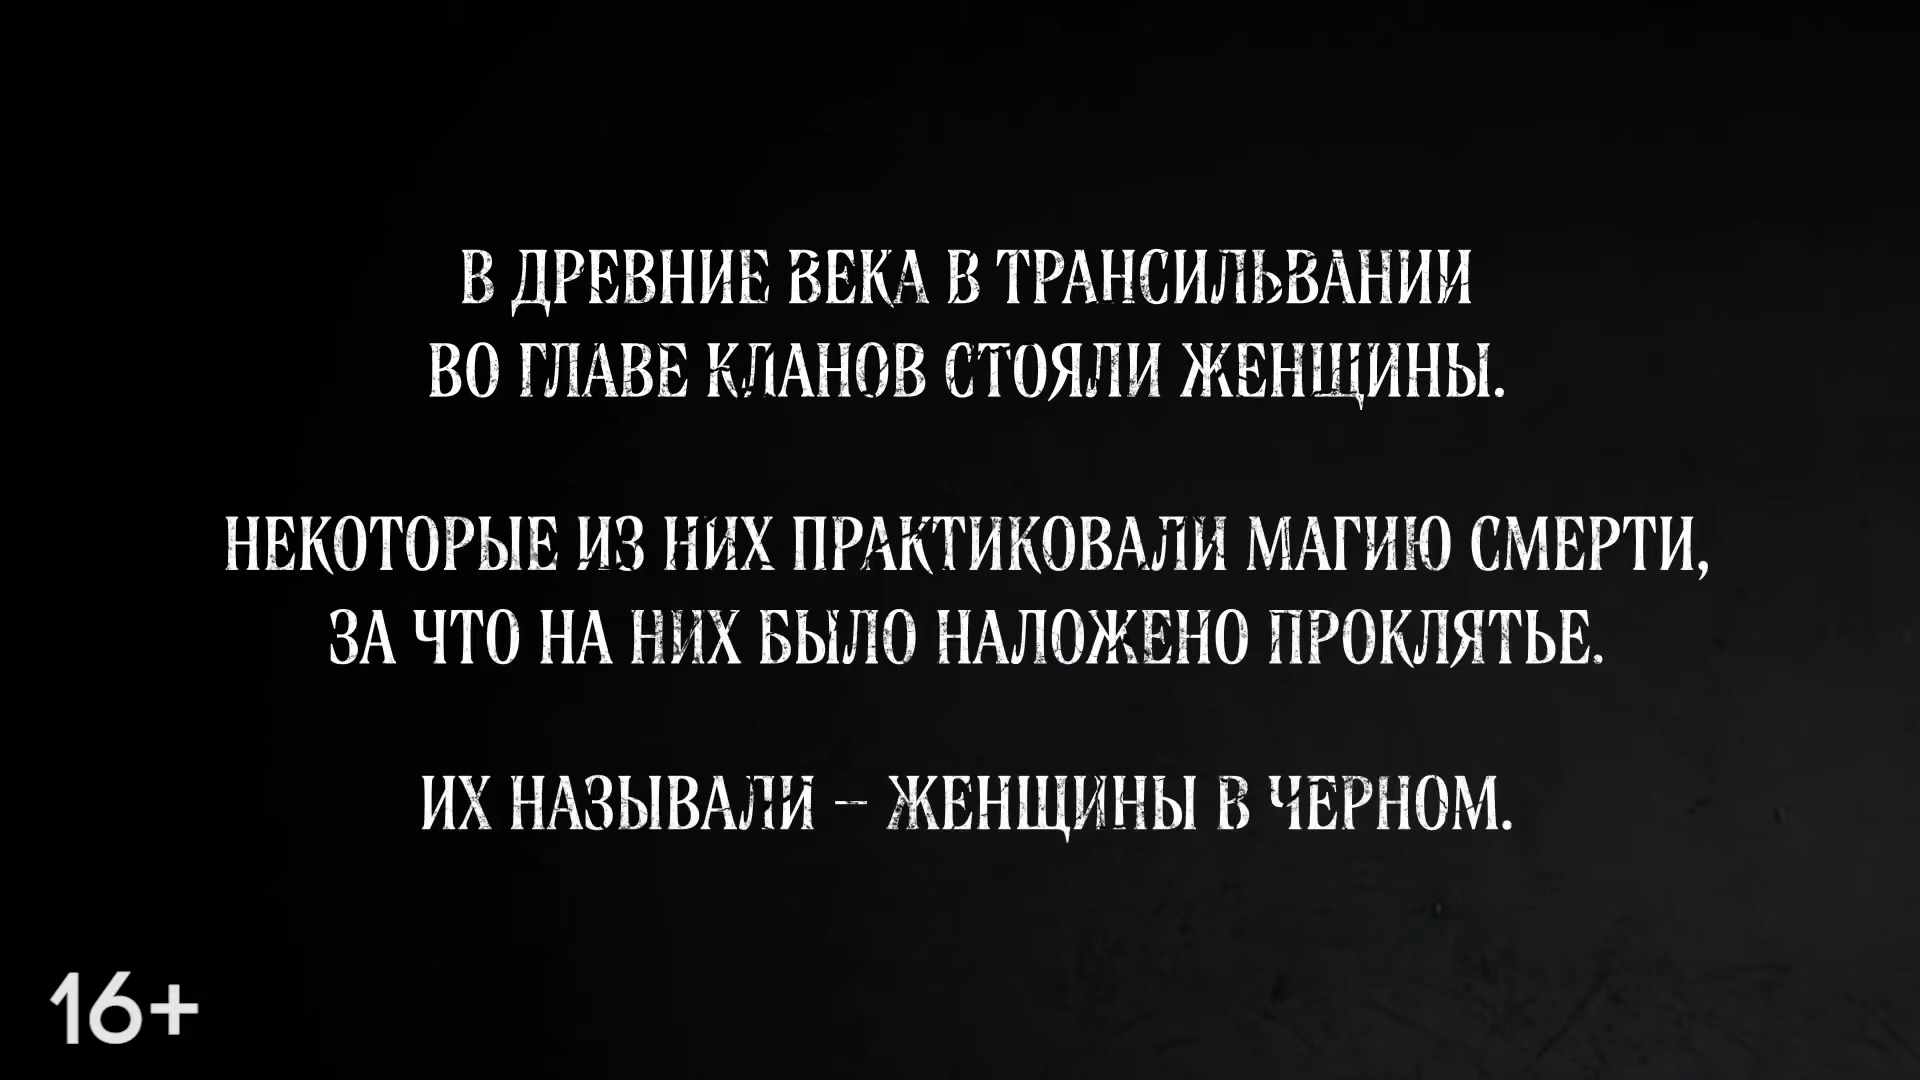 В ДРЕВНИЕ ВЕКА В ТРАНСИЛЬВАНИИ
ВО ГЛАВЕ КЛАНОВ СТОЯЛИ ЖЕНЩИНЫ.
НЕКОТОРЫЕ ИЗ НИХ ПРАКТИКОВАЛИ МАГИЮ СМЕРТИ,
ЗА ЧТО НА НИХ БЫЛО НАЛОЖЕНО ПРОКЛЯТЬЕ.
ИХ НАЗЫВАЛИ – ЖЕНЩИНЫ В ЧЕРНОМ.
16+